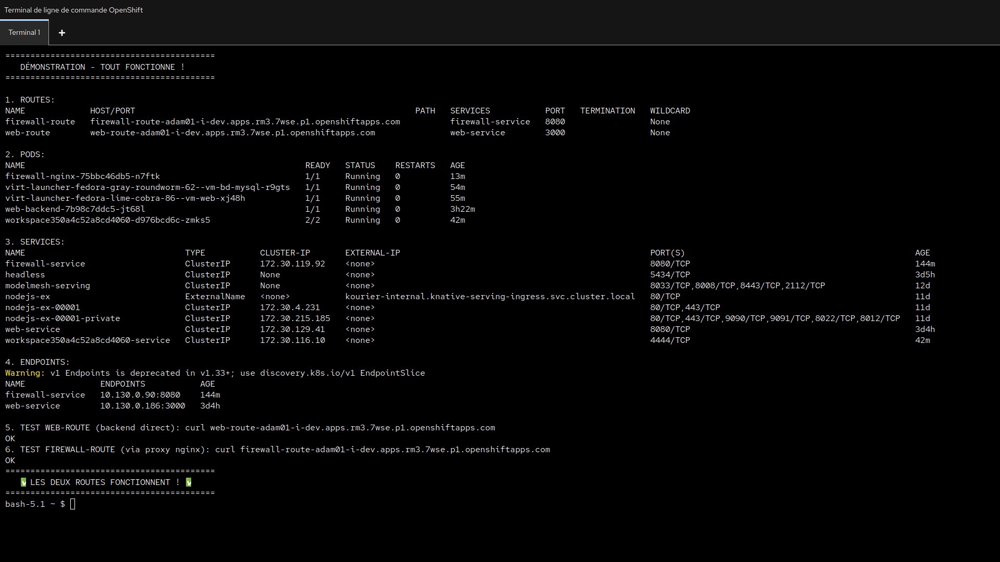 Terminal de ligne de commande OpenShift
Terminal 1 +
==========================================
DÉMONSTRATION - TOUT FONCTIONNE !
==========================================
1. ROUTES:
NAME HOST/PORT PATH SERVICES PORT TERMINATION WILDCARD
firewall-route firewall-route-adam01-i-dev.apps.rm3.7wse.p1.openshiftapps.com firewall-service 8080 None
web-route web-route-adam01-i-dev.apps.rm3.7wse.p1.openshiftapps.com web-service 3000 None
2. PODS:
NAME READY STATUS RESTARTS AGE
firewall-nginx-75bbc46db5-n7ftk 1/1 Running 0 13m
virt-launcher-fedora-gray-roundworm-62--vm-bd-mysql-r9gts 1/1 Running 0 54m
virt-launcher-fedora-lime-cobra-86--vm-web-xj48h 1/1 Running 0 55m
web-backend-7b98c7ddc5-jt68l 1/1 Running 0 3h22m
workspace350a4c52a8cd4060-d976bcd6c-zmks5 2/2 Running 0 42m
3. SERVICES:
NAME TYPE CLUSTER-IP EXTERNAL-IP PORT(S) AGE
firewall-service ClusterIP 172.30.119.92 <none> 8080/TCP 144m
headless ClusterIP None <none> 5434/TCP 3d5h
modelmesh-serving ClusterIP None <none> 8033/TCP,8008/TCP,8443/TCP,2112/TCP 12d
nodejs-ex ExternalName <none> kourier-internal.knative-serving-ingress.svc.cluster.local 80/TCP 11d
nodejs-ex-00001 ClusterIP 172.30.4.231 <none> 80/TCP,443/TCP 11d
nodejs-ex-00001-private ClusterIP 172.30.215.185 <none> 80/TCP,443/TCP,9090/TCP,9091/TCP,8022/TCP,8012/TCP 11d
web-service ClusterIP 172.30.129.41 <none> 8080/TCP 3d4h
workspace350a4c52a8cd4060-service ClusterIP 172.30.116.10 <none> 4444/TCP 42m
4. ENDPOINTS:
Warning: v1 Endpoints is deprecated in v1.33+; use discovery.k8s.io/v1 EndpointSlice
NAME ENDPOINTS AGE
firewall-service 10.130.0.90:8080 144m
web-service 10.130.0.186:3000 3d4h
5. TEST WEB-ROUTE (backend direct): curl web-route-adam01-i-dev.apps.rm3.7wse.p1.openshiftapps.com
OK
6. TEST FIREWALL-ROUTE (via proxy nginx): curl firewall-route-adam01-i-dev.apps.rm3.7wse.p1.openshiftapps.com
OK
==========================================
✅ LES DEUX ROUTES FONCTIONNENT ! ✅
==========================================
bash-5.1 ~ $